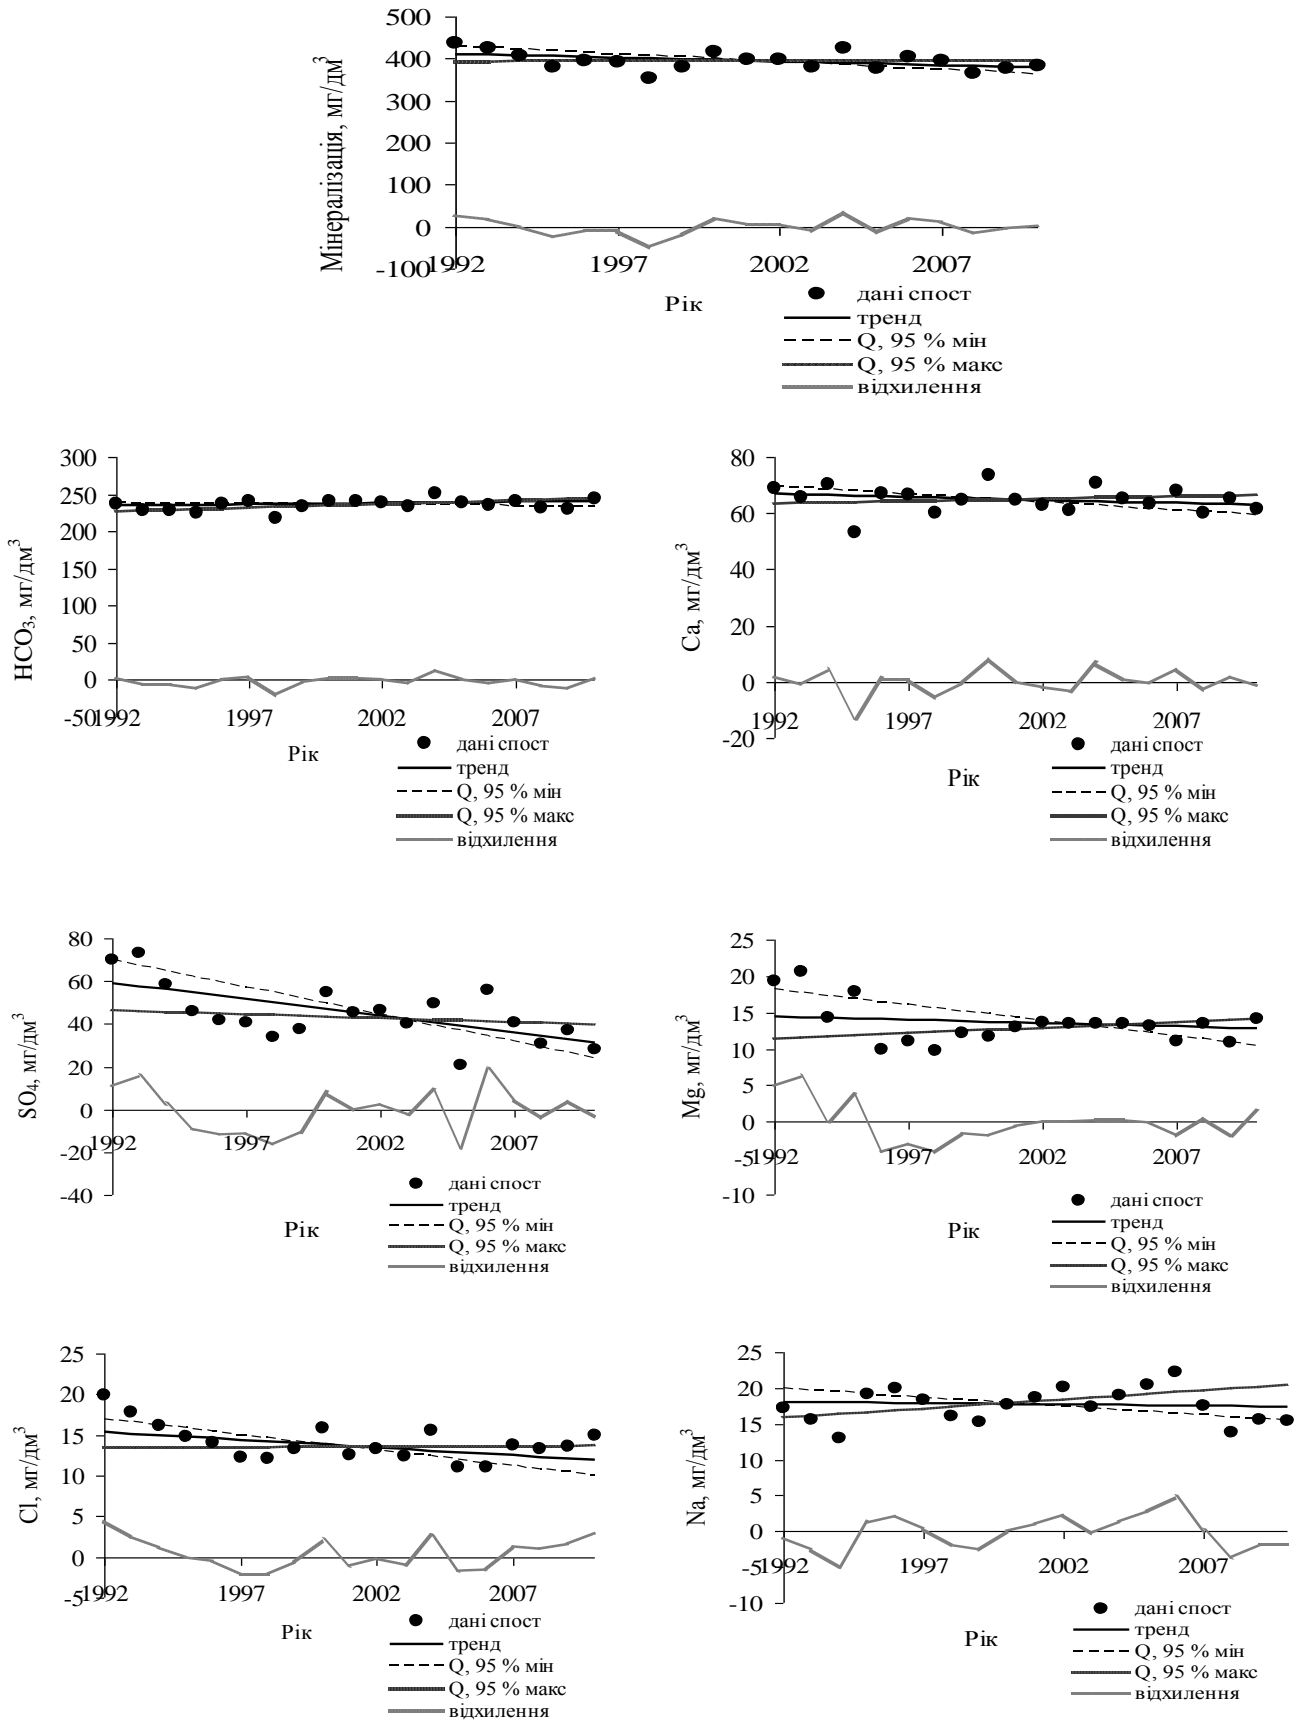 500
400
300
200
100
0
-100
Мінералізація, мг/дм³
1992
1997
2002
2007
Рік
дані спост
тренд
Q, 95 % мін
Q, 95 % макс
відхилення
300
250
200
150
100
50
0
-50
HCO₃, мг/дм³
1992
1997
2002
2007
Рік
дані спост
тренд
Q, 95 % мін
Q, 95 % макс
відхилення
80
60
40
20
0
-20
Ca, мг/дм³
1992
1997
2002
2007
Рік
дані спост
тренд
Q, 95 % мін
Q, 95 % макс
відхилення
80
60
40
20
0
-20
-40
SO₄, мг/дм³
1992
1997
2002
2007
Рік
дані спост
тренд
Q, 95 % мін
Q, 95 % макс
відхилення
25
20
15
10
5
0
-5
-10
Mg, мг/дм³
1992
1997
2002
2007
Рік
дані спост
тренд
Q, 95 % мін
Q, 95 % макс
відхилення
25
20
15
10
5
0
-5
Cl, мг/дм³
1992
1997
2002
2007
Рік
дані спост
тренд
Q, 95 % мін
Q, 95 % макс
відхилення
25
20
15
10
5
0
-5
-10
Na, мг/дм³
1992
1997
2002
2007
Рік
дані спост
тренд
Q, 95 % мін
Q, 95 % макс
відхилення